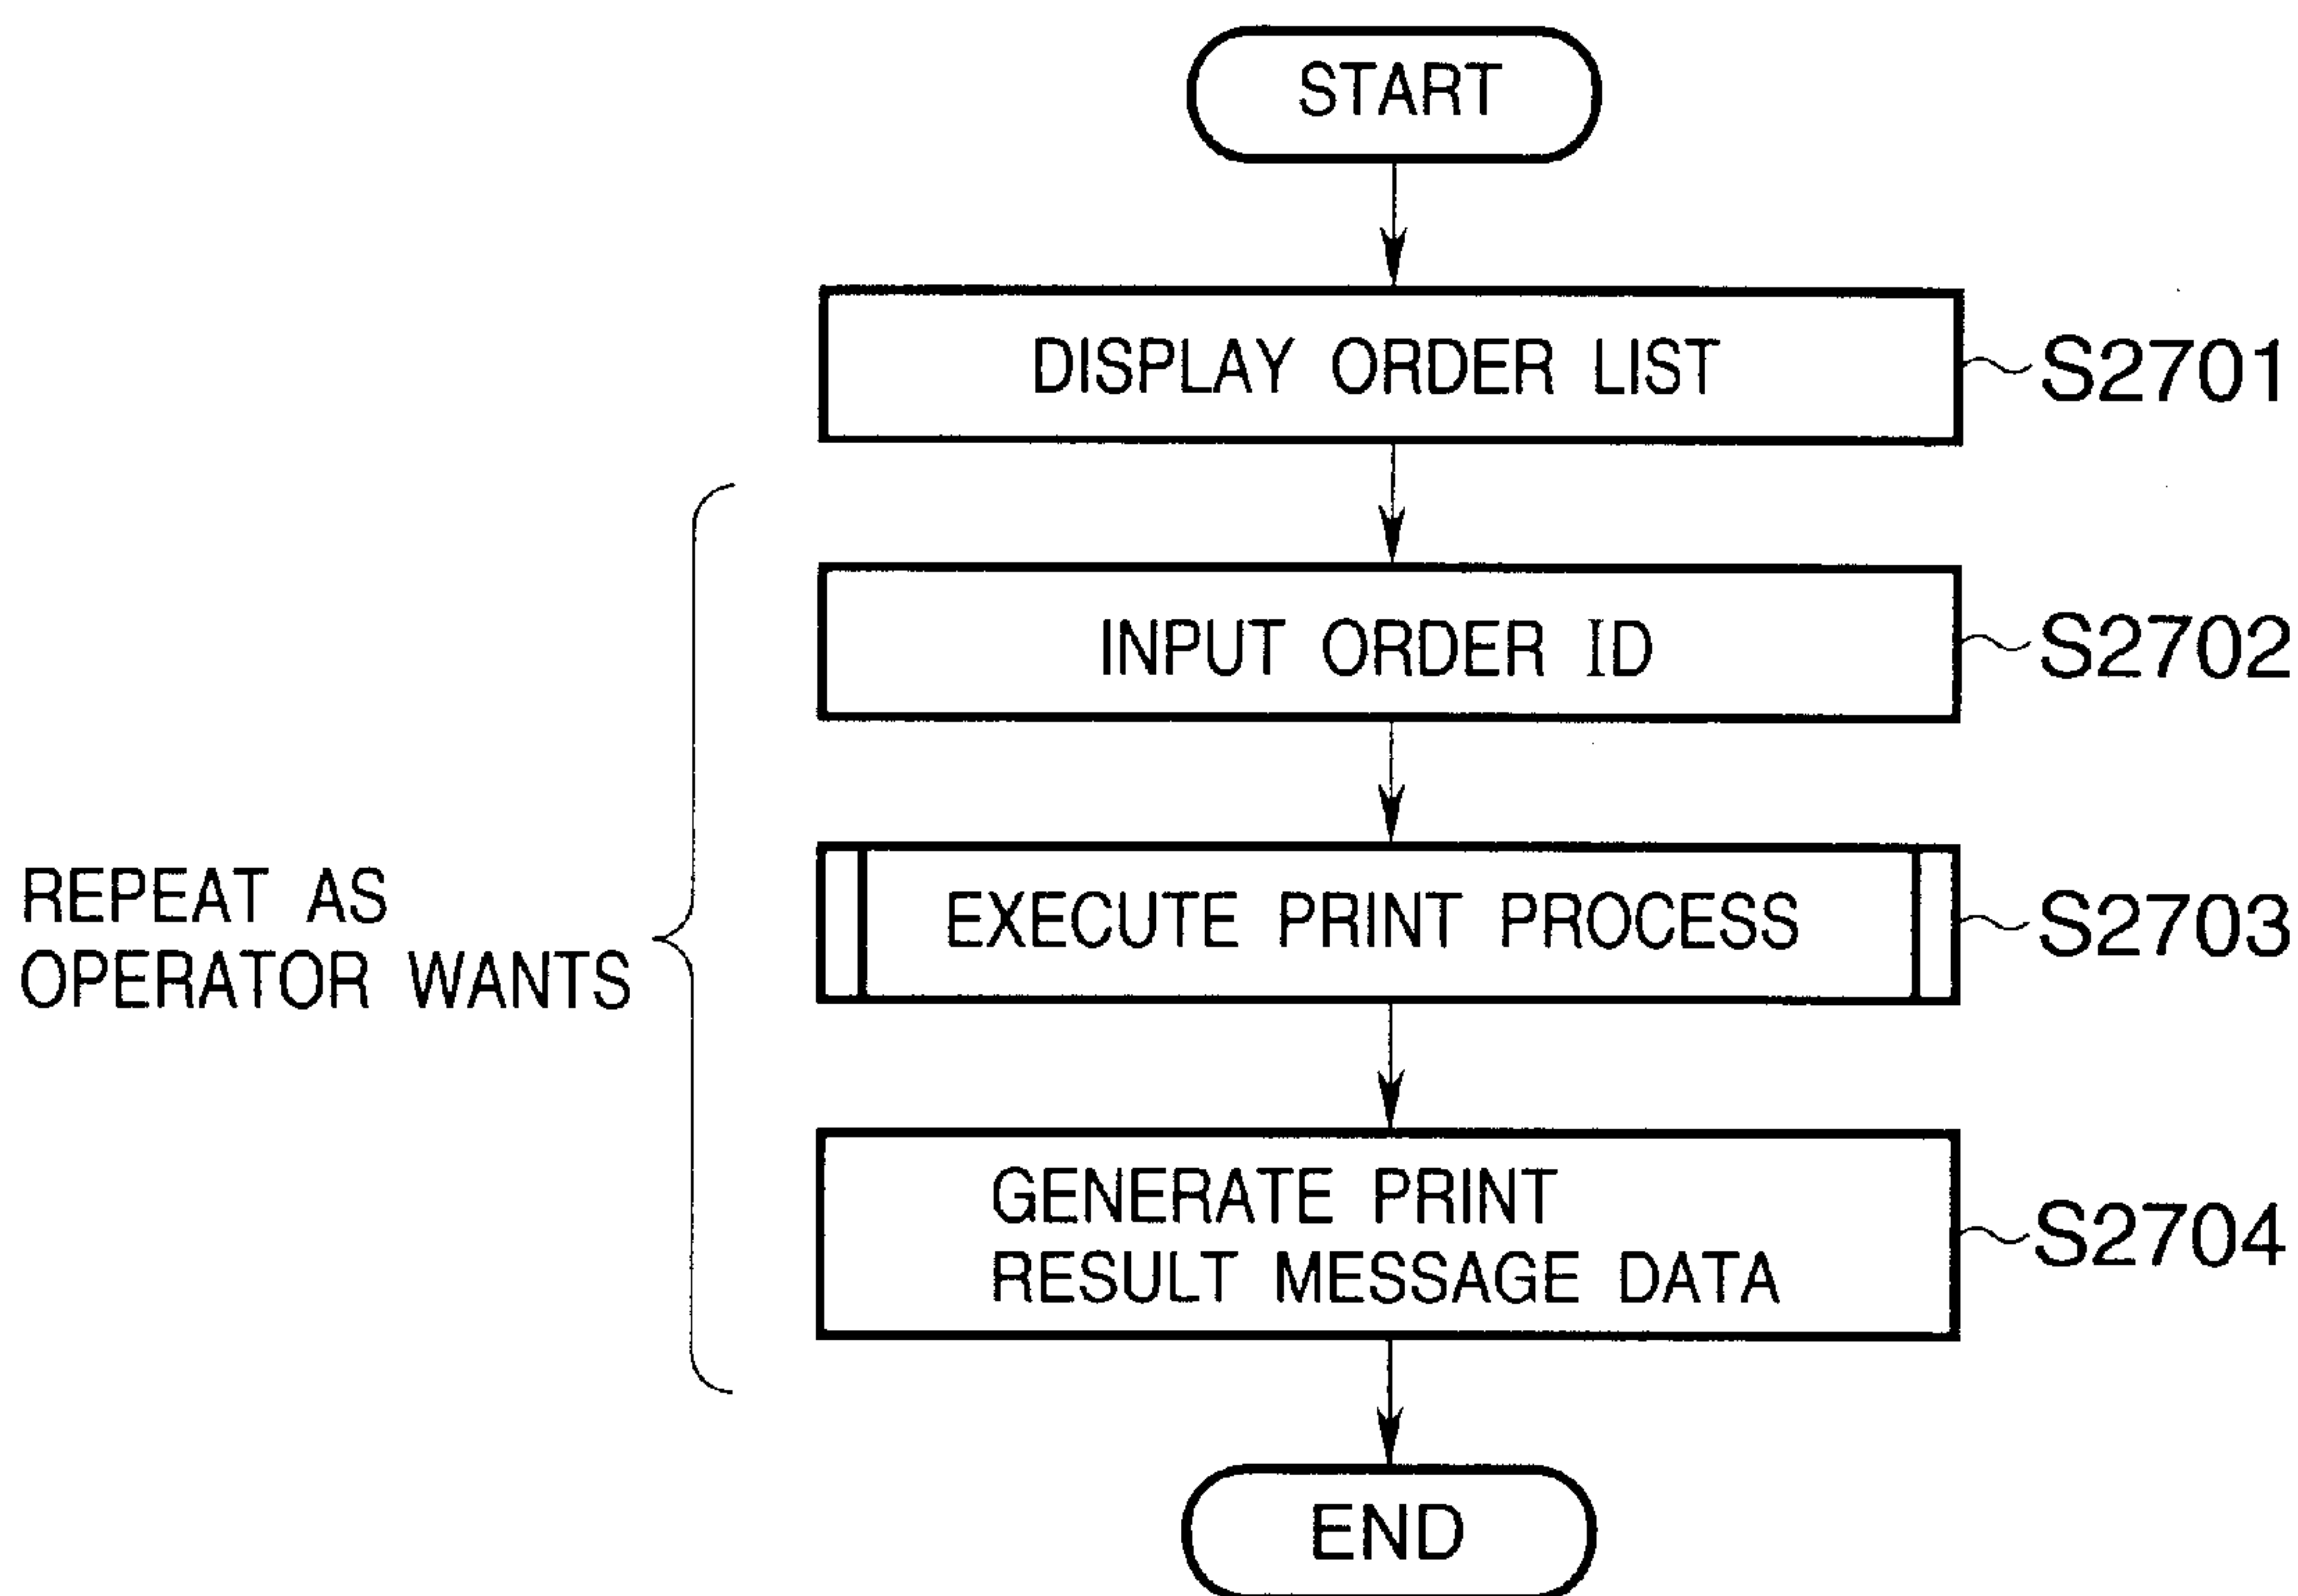 START
DISPLAY ORDER LIST
S2701
INPUT ORDER ID
S2702
REPEAT AS
OPERATOR WANTS
EXECUTE PRINT PROCESS
S2703
GENERATE PRINT
RESULT MESSAGE DATA
S2704
END